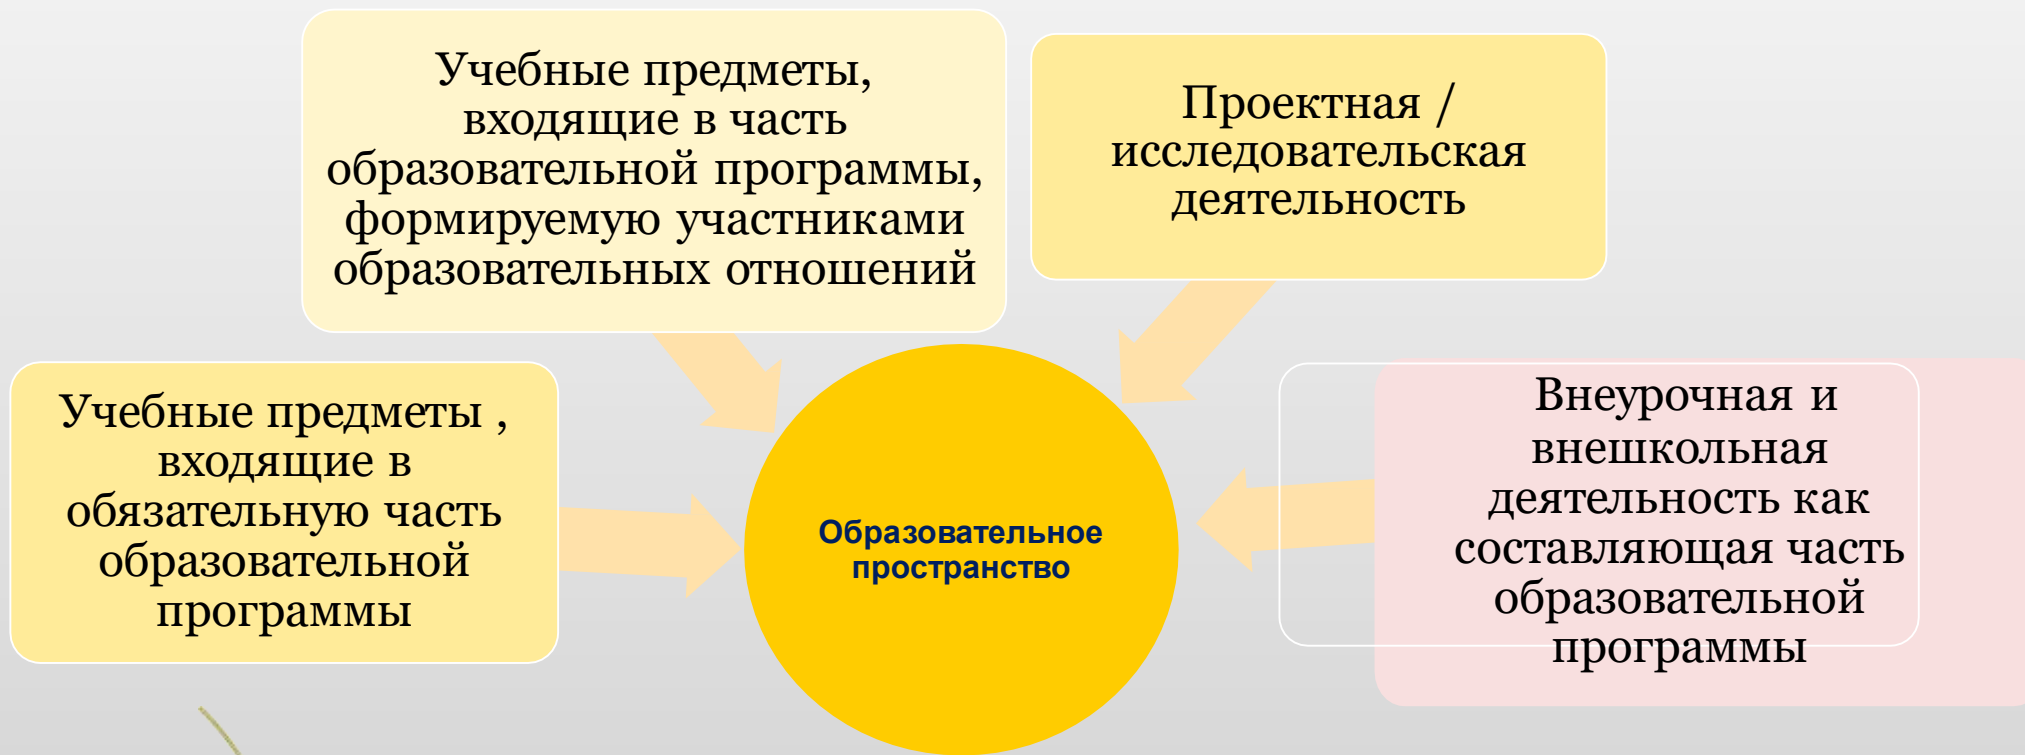 Учебные предметы,
входящие в часть
образовательной программы,
формируемую участниками
образовательных отношений
Проектная /
исследовательская
деятельность
Учебные предметы ,
входящие в
обязательную часть
образовательной
программы
Образовательное
пространство
Внеурочная и
внешкольная
деятельность как
составляющая часть
образовательной
программы